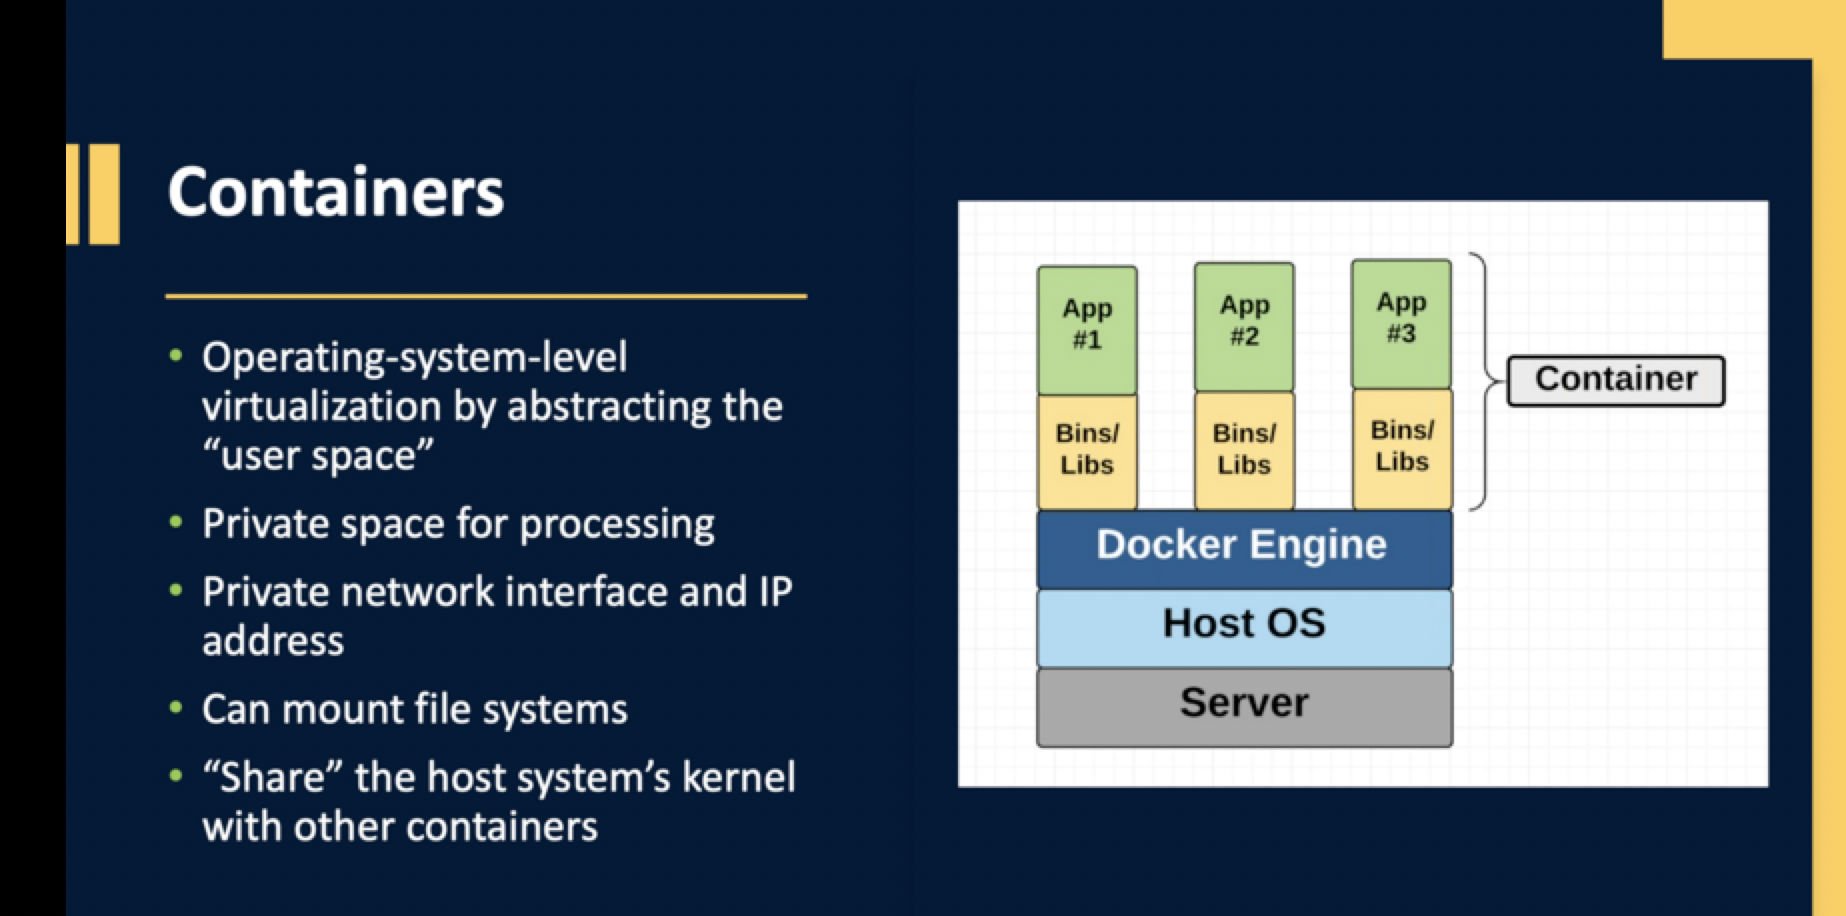 Containers
• Operating-system-level
virtualization by abstracting the
“user space”
• Private space for processing
• Private network interface and IP
address
• Can mount file systems
• “Share” the host system’s kernel
with other containers
App
#1
App
#2
App
#3
Bins/
Libs
Bins/
Libs
Bins/
Libs
Container
Docker Engine
Host OS
Server